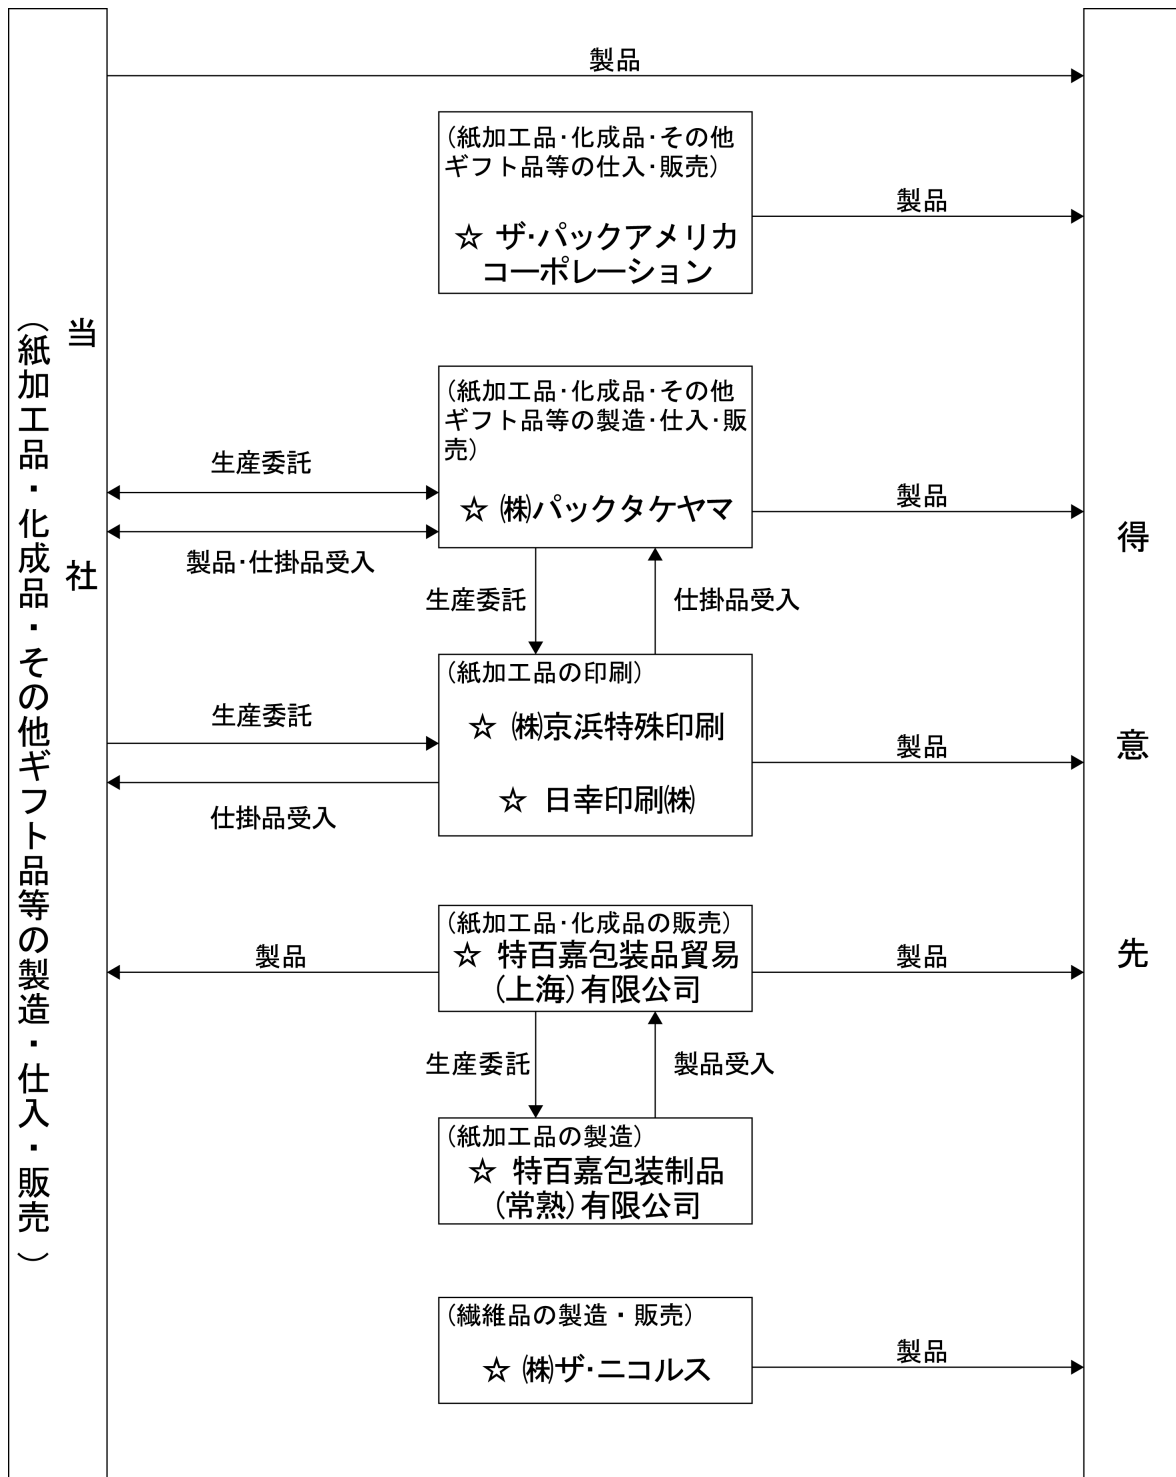 製品
(紙加工品・化成品・その他
ギフト品等の仕入・販売)
☆ ザ・パックアメリカ
コーポレーション
製品
当社
(紙加工品・化成品・その他ギフト品等の製造・仕入・販売)
(紙加工品・化成品・その他
ギフト品等の製造・仕入・販
売)
☆ ㈱パックタケヤマ
生産委託
製品・仕掛品受入
製品
生産委託
仕掛品受入
(紙加工品の印刷)
☆ ㈱京浜特殊印刷
☆ 日幸印刷㈱
生産委託
仕掛品受入
製品
得意先
(紙加工品・化成品の販売)
☆ 特百嘉包装品貿易
(上海)有限公司
製品
製品
生産委託
製品受入
(紙加工品の製造)
☆ 特百嘉包装制品
(常熟)有限公司
(繊維品の製造・販売)
☆ ㈱ザ・ニコルス
製品